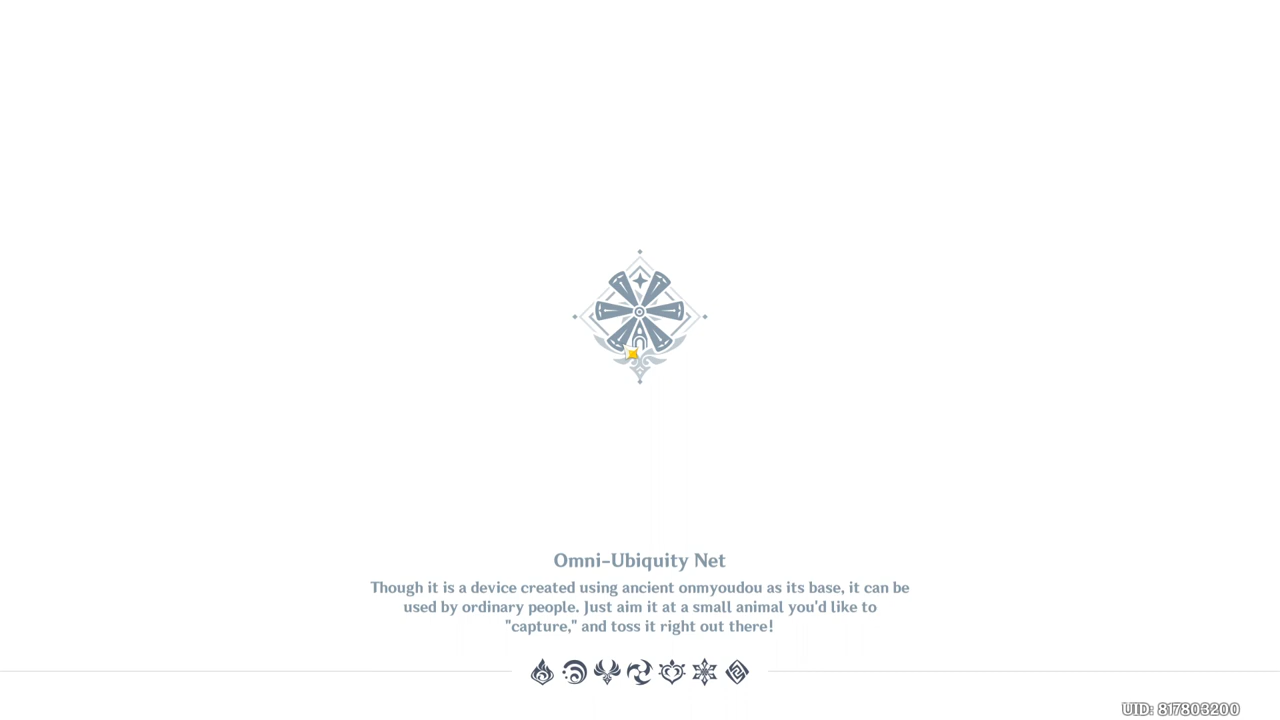 Omni-Ubiquity Net
Though it is a device created using ancient onmyoudou as its base, it can be
used by ordinary people. Just aim it at a small animal you'd like to
"capture," and toss it right out there!
UID: 817803200